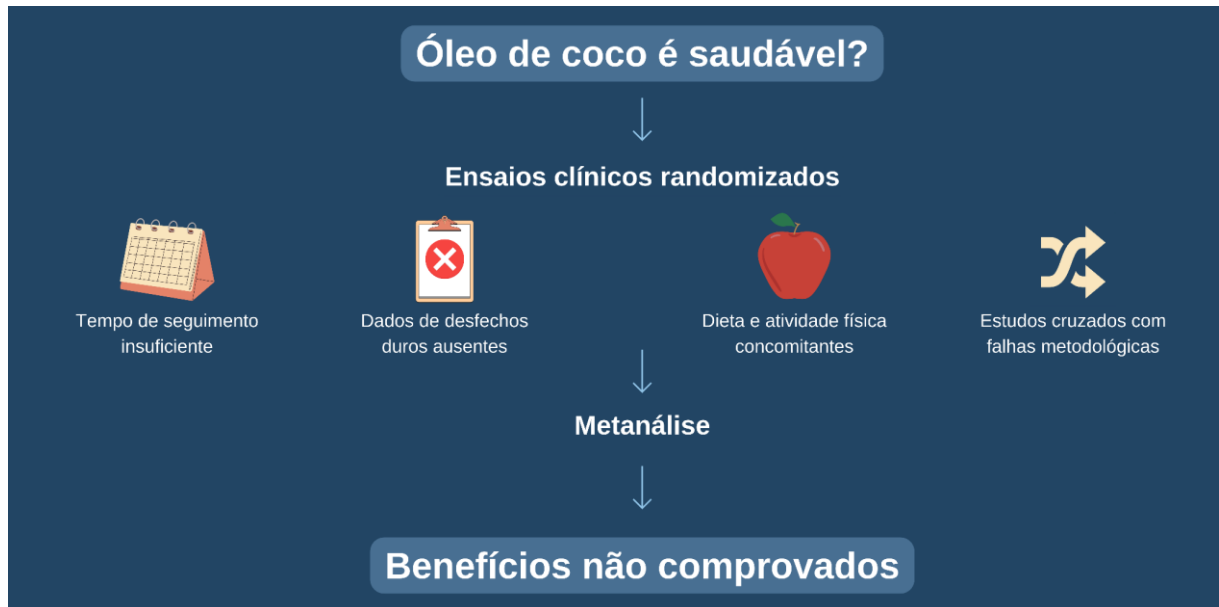 Óleo de coco é saudável?
Ensaios clínicos randomizados
Tempo de seguimento
insuficiente
Dados de desfechos
duros ausentes
Dieta e atividade física
concomitantes
Estudos cruzados com
falhas metodológicas
Metanálise
Benefícios não comprovados